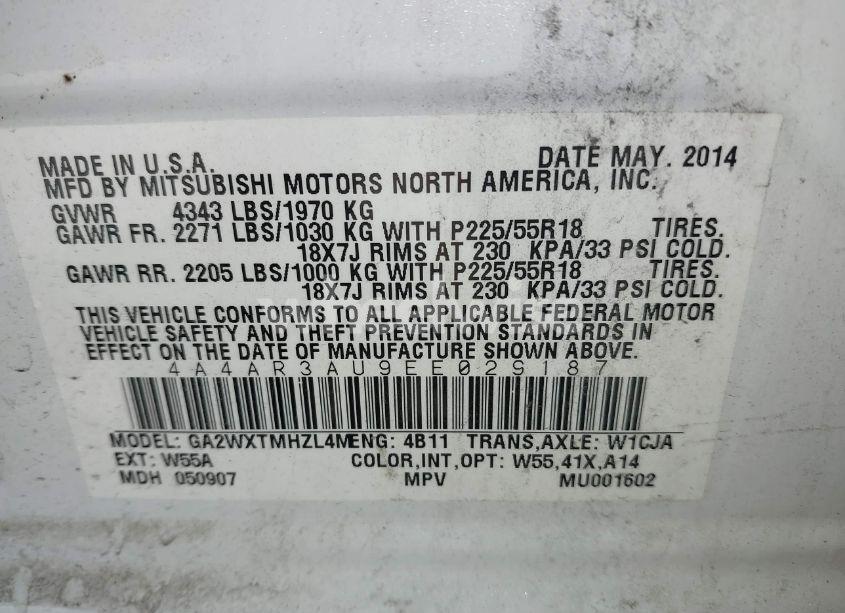 MADE IN U.S.A. DATE MAY. 2014
MFD BY MITSUBISHI MOTORS NORTH AMERICA, INC.
GVWR 4343 LBS/1970 KG
GAWR FR. 2271 LBS/1030 KG WITH P225/55R18 TIRES.
18X7J RIMS AT 230 KPA/33 PSI COLD.
GAWR RR. 2205 LBS/1000 KG WITH P225/55R18 TIRES.
18X7J RIMS AT 230 KPA/33 PSI COLD.
THIS VEHICLE CONFORMS TO ALL APPLICABLE FEDERAL MOTOR
VEHICLE SAFETY AND THEFT PREVENTION STANDARDS IN
EFFECT ON THE DATE OF MANUFACTURE SHOWN ABOVE.
4A4AR3AU9EE029187
MODEL: GA2WXTMHZL4M ENG: 4B11 TRANS,AXLE: W1CJA
EXT: W55A COLOR,INT,OPT: W55,41X,A14
MDH 050907 MPV MU001602